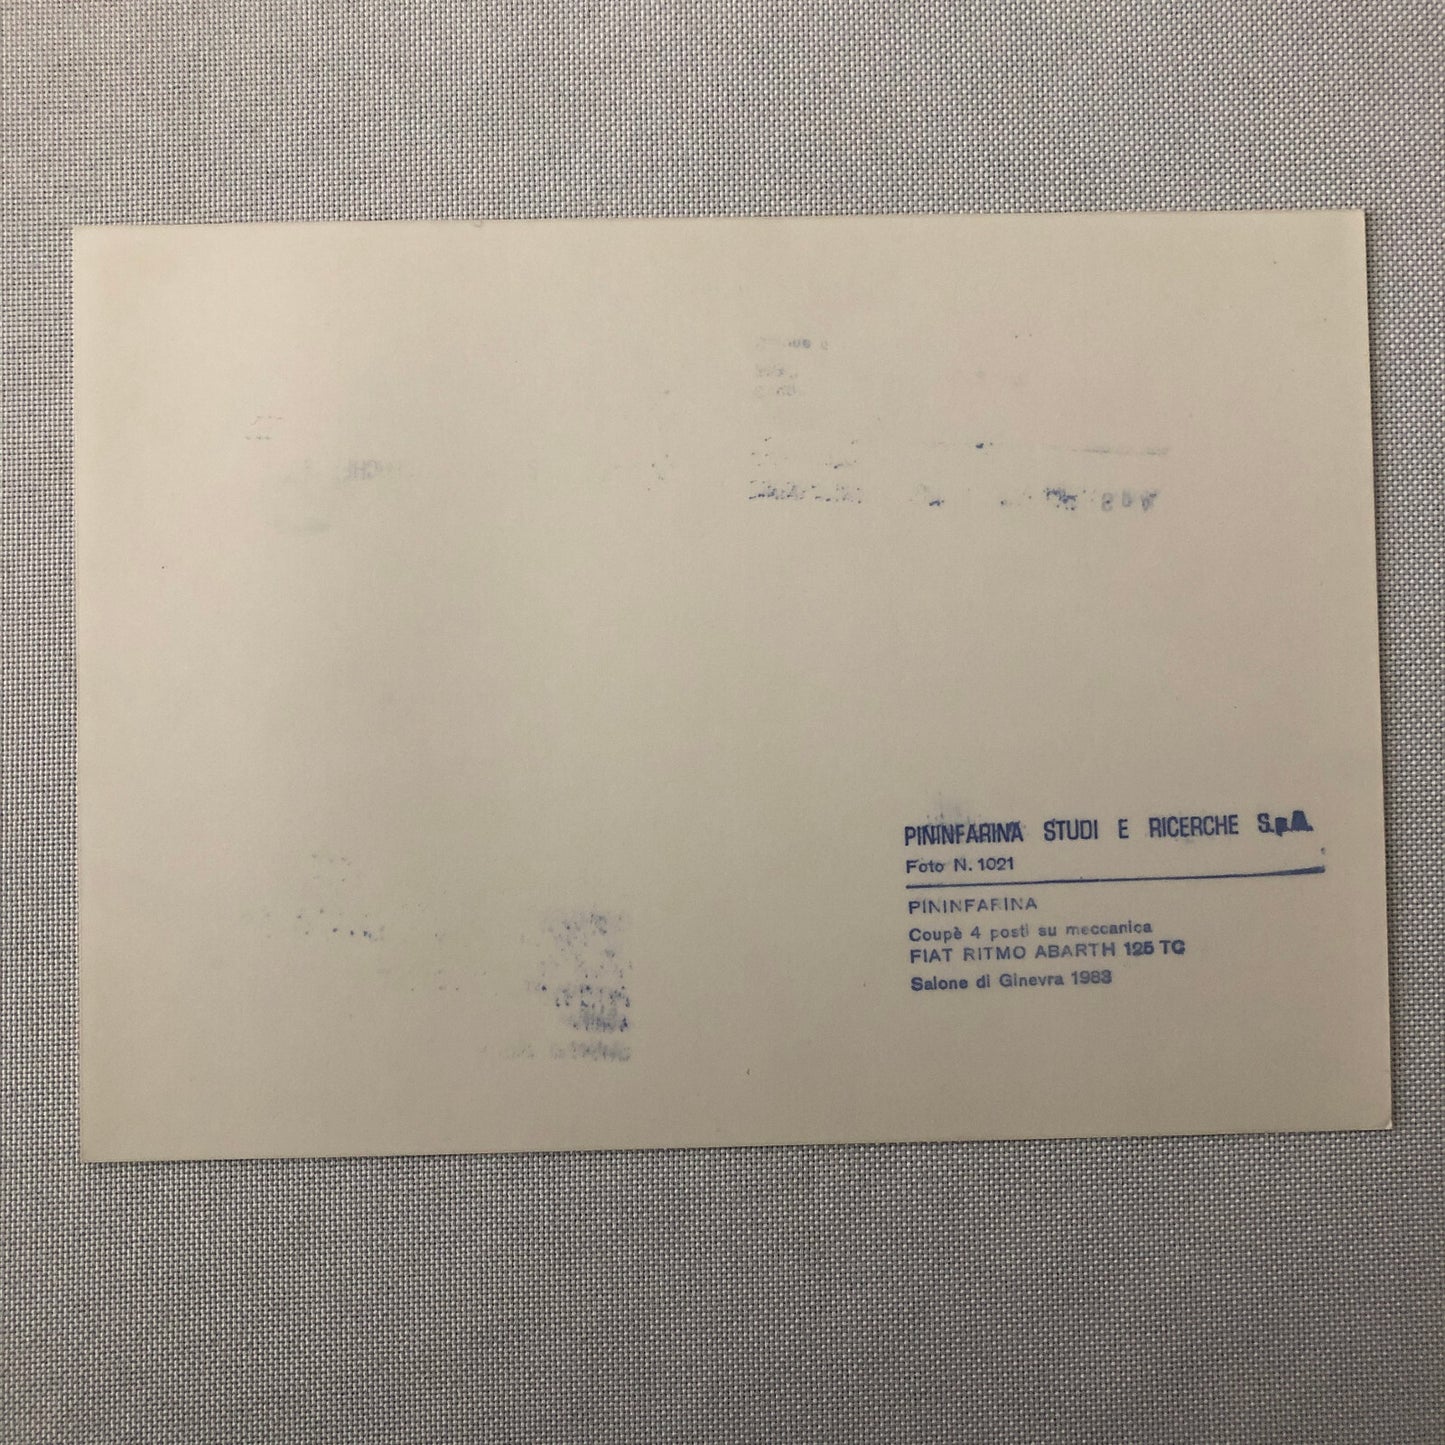 PININFARINA STUDI E RICERCHE S.p.A.
Foto N. 1021
PININFARINA
Coupè 4 posti su meccanica
FIAT RITMO ABARTH 125 TC
Salone di Ginevra 1983